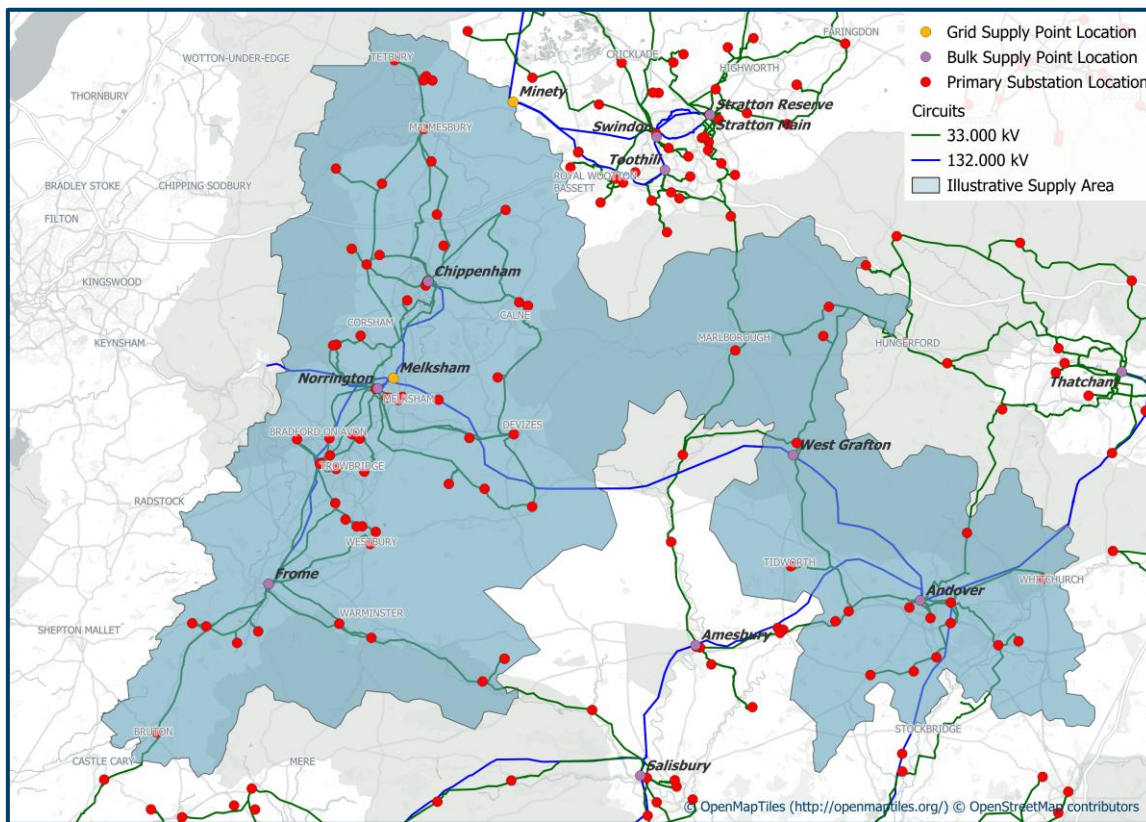 Grid Supply Point Location
Bulk Supply Point Location
Primary Substation Location
Circuits
33.000 kV
132.000 kV
Illustrative Supply Area
FARINGDON
CRICKLADE
TETBURY
WOTTON-UNDER-EDGE
HIGHWORTH
THORNBURY
Minety
Stratton Reserve
Stratton Main
Swindon
MALMESBURY
Toothill
BRADLEY STOKE
CHIPPING-SODBURY
ROYAL WOOTTON
BASSETT
FILTON
Chippenham
KINGSWOOD
CALNE
CORSHAM
KEYNSHAM
MARLBOROUGH
HUNGERFORD
Melksham
Norrington
Thatcham
MELKSHAM
DEVIZES
BRADFORD ON AVON
West Grafton
TROWBRIDGE
RADSTOCK
WESTBURY
TIDWORTH
Frome
WHITCHURCH
Andover
WARMINSTER
SHEPTON MALLET
Amesbury
STOCKBRIDGE
BRUTON
CASTLE CARY
MERE
Salisbury
© OpenMapTiles (http://openmaptiles.org/) © OpenStreetMap contributors